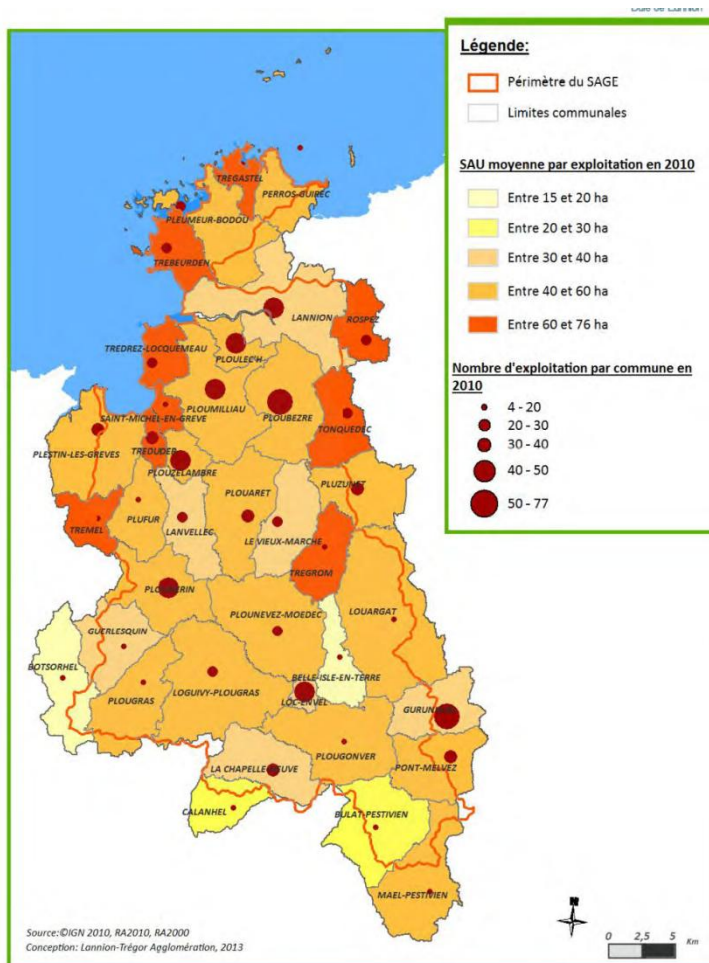 Légende:
Périmètre du SAGE
Limites communales
SAU moyenne par exploitation en 2010
Entre 15 et 20 ha
Entre 20 et 30 ha
Entre 30 et 40 ha
Entre 40 et 60 ha
Entre 60 et 76 ha
Nombre d'exploitation par commune en
2010
4 - 20
20 - 30
30 - 40
40 - 50
50 - 77
TREGASTEL
PERROS-GUIREC
PLEUMEUR-BODOU
TREBEURDEN
LANNION
ROSPEZ
TREDREZ-LOCQUEMEAU
PLOULEC'H
PLOUMILLIAU
PLOUBEZRE
SAINT-MICHEL-EN-GREVE
TONQUEDEC
PLESTIN-LES-GREVES
TREDUDER
PLOUZELAMBRE
PLUZUNET
PLUFUR
PLOUARET
TREMEL
LANVELLEC
LE VIEUX-MARCHE
TREGROM
PLOUNEVEZ-MOEDEC
LOUARGAT
GUERLESQUIN
BOTSORHEL
BELLE-ISLE-EN-TERRE
PLOUGRAS
LOGUIVY-PLOUGRAS
LOC-ENVEL
PLOUGONVER
LA CHAPELLE-NEUVE
PONT-MELVEZ
CALANHEL
BULAT-PESTIVIEN
MAEL-PESTIVIEN
Source:©IGN 2010, RA2010, RA2000
Conception: Lannion-Trégor Agglomération, 2013
0 2,5 5
Km